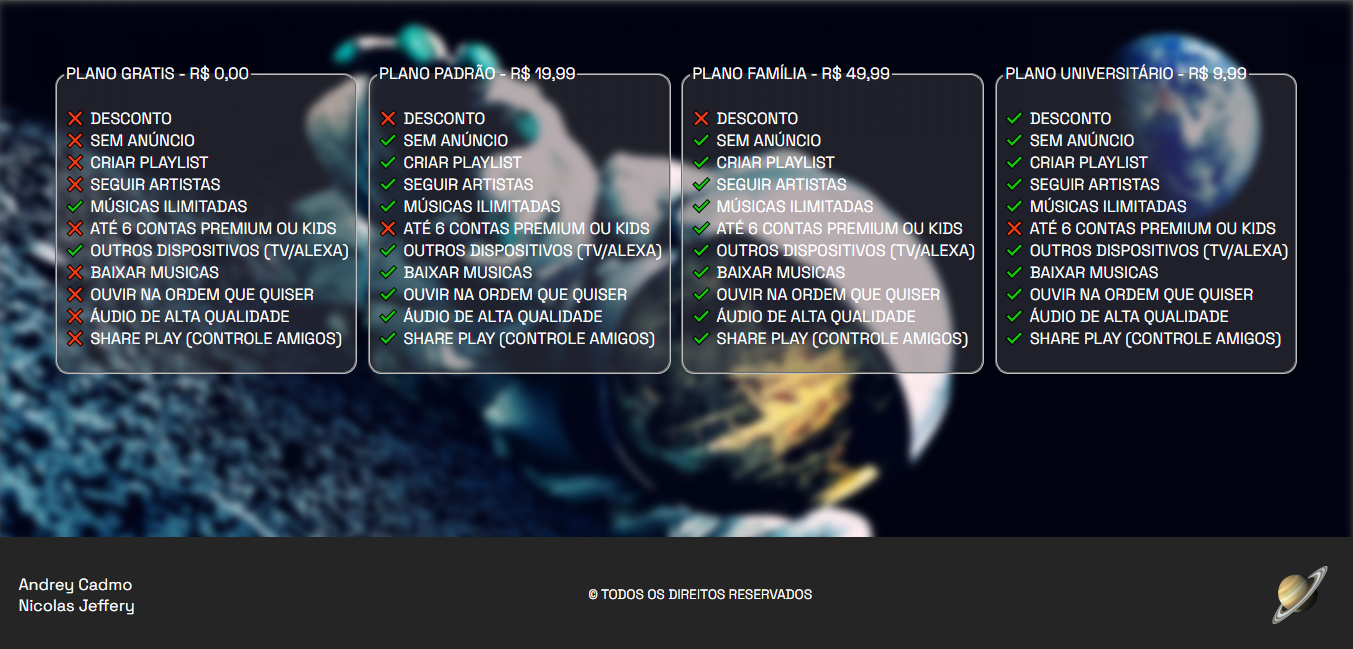 PLANO GRATIS - R$ 0,00
DESCONTO
SEM ANÚNCIO
CRIAR PLAYLIST
SEGUIR ARTISTAS
MÚSICAS ILIMITADAS
ATÉ 6 CONTAS PREMIUM OU KIDS
OUTROS DISPOSITIVOS (TV/ALEXA)
BAIXAR MUSICAS
OUVIR NA ORDEM QUE QUISER
ÁUDIO DE ALTA QUALIDADE
SHARE PLAY (CONTROLE AMIGOS)
PLANO PADRÃO - R$ 19,99
DESCONTO
SEM ANÚNCIO
CRIAR PLAYLIST
SEGUIR ARTISTAS
MÚSICAS ILIMITADAS
ATÉ 6 CONTAS PREMIUM OU KIDS
OUTROS DISPOSITIVOS (TV/ALEXA)
BAIXAR MUSICAS
OUVIR NA ORDEM QUE QUISER
ÁUDIO DE ALTA QUALIDADE
SHARE PLAY (CONTROLE AMIGOS)
PLANO FAMÍLIA - R$ 49,99
DESCONTO
SEM ANÚNCIO
CRIAR PLAYLIST
SEGUIR ARTISTAS
MÚSICAS ILIMITADAS
ATÉ 6 CONTAS PREMIUM OU KIDS
OUTROS DISPOSITIVOS (TV/ALEXA)
BAIXAR MUSICAS
OUVIR NA ORDEM QUE QUISER
ÁUDIO DE ALTA QUALIDADE
SHARE PLAY (CONTROLE AMIGOS)
PLANO UNIVERSITÁRIO - R$ 9,99
DESCONTO
SEM ANÚNCIO
CRIAR PLAYLIST
SEGUIR ARTISTAS
MÚSICAS ILIMITADAS
ATÉ 6 CONTAS PREMIUM OU KIDS
OUTROS DISPOSITIVOS (TV/ALEXA)
BAIXAR MUSICAS
OUVIR NA ORDEM QUE QUISER
ÁUDIO DE ALTA QUALIDADE
SHARE PLAY (CONTROLE AMIGOS)
Andrey Cadmo
Nicolas Jeffery
© TODOS OS DIREITOS RESERVADOS